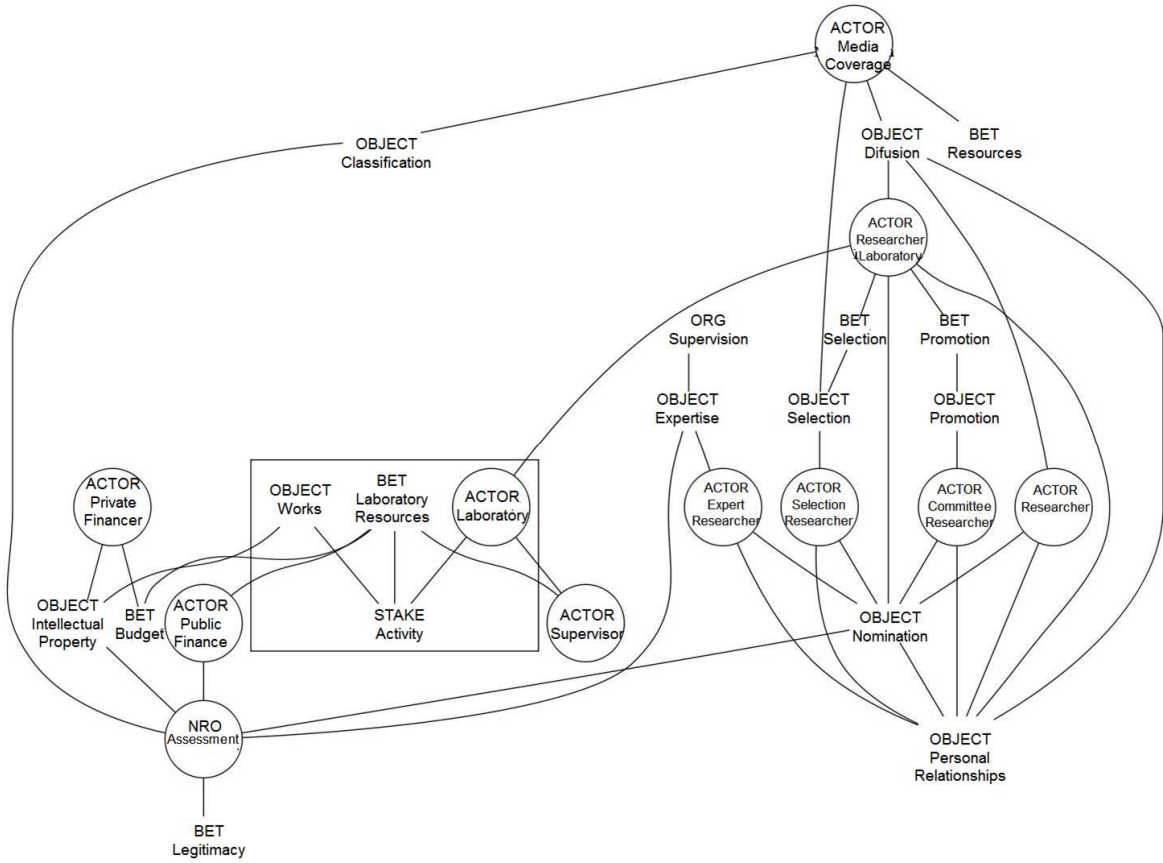 ACTOR
Media
Coverage
OBJECT
Classification
OBJECT
Difusion
BET
Resources
ACTOR
Researcher
Laboratory
ORG
Supervision
BET
Selection
BET
Promotion
OBJECT
Expertise
OBJECT
Selection
OBJECT
Promotion
ACTOR
Private
Financer
OBJECT
Works
BET
Laboratory
Resources
ACTOR
Laboratory
ACTOR
Expert
Researcher
ACTOR
Selection
Researcher
ACTOR
Committee
Researcher
ACTOR
Researcher
OBJECT
Intellectual
Property
BET
Budget
ACTOR
Public
Finance
STAKE
Activity
ACTOR
Supervisor
OBJECT
Nomination
NRO
Assessment
OBJECT
Personal
Relationships
BET
Legitimacy